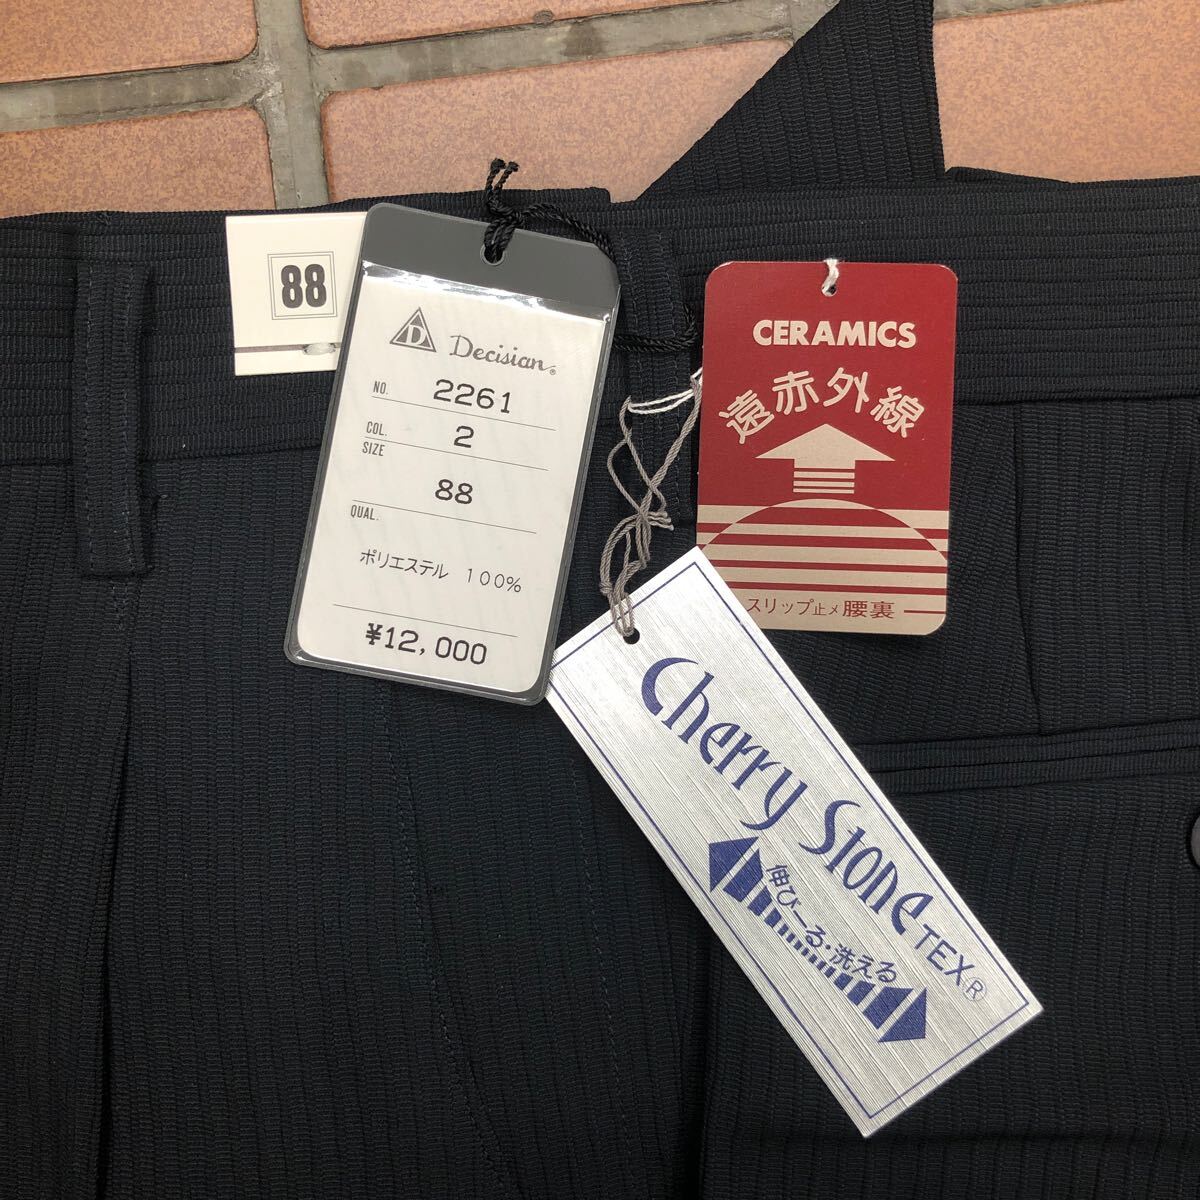 88
D
Decisian®
NO. 2261
COL. 2
SIZE
88
QUAL.
ポリエステル 100%
¥12,000
CERAMICS
遠赤外線
スリップ止メ腰裏
Cherry Stone TEX®
伸びーる・洗える